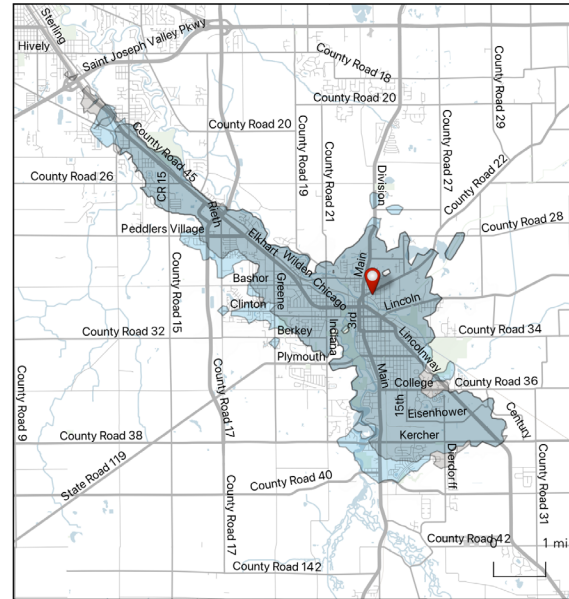 Sterling
Hively
Saint Joseph Valley Pkwy
County Road 18
County Road 20
County Road 29
County Road 20
County Road 45
County Road 19
County Road 21
Division
County Road 27
County Road 22
County Road 26
CR 15
Rieth
County Road 28
Peddlers Village
Elkhart
Wilden
Main
Chicago
Bashor
Greene
County Road 15
Clinton
Lincoln
3rd
Indiana
Berkey
County Road 32
County Road 34
Lincolnway
Plymouth
Main
College
County Road 36
County Road 9
County Road 17
15th
Eisenhower
Century
County Road 38
Kercher
Dierdorff
State Road 119
County Road 40
County Road 31
County Road 17
County Road 42
0
1 mi
County Road 142